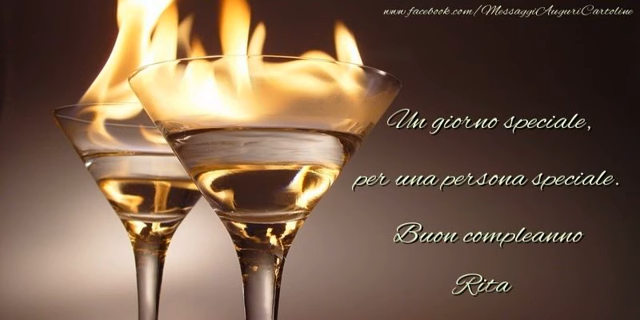 www.facebook.com/MessaggiAuguriCartoline
Un giorno speciale,
per una persona speciale.
Buon compleanno
Rita